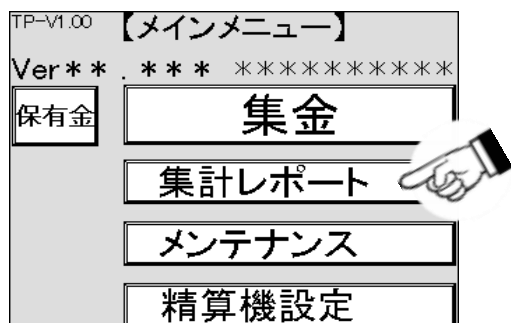 TP-V1.00 【メインメニュー】
Ver**.*** **********
保有金 集金
集計レポート
メンテナンス
精算機設定